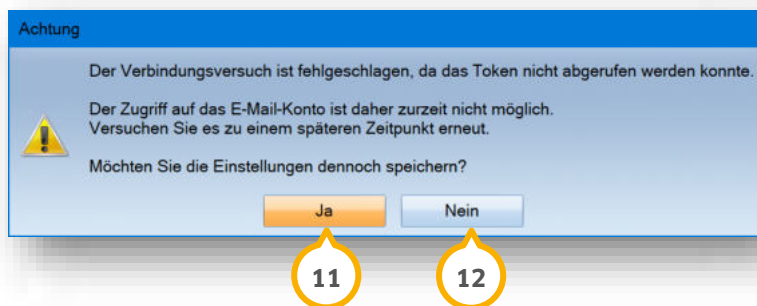 Achtung
Der Verbindungsversuch ist fehlgeschlagen, da das Token nicht abgerufen werden konnte.
Der Zugriff auf das E-Mail-Konto ist daher zurzeit nicht möglich.
Versuchen Sie es zu einem späteren Zeitpunkt erneut.
Möchten Sie die Einstellungen dennoch speichern?
Ja Nein
11 12